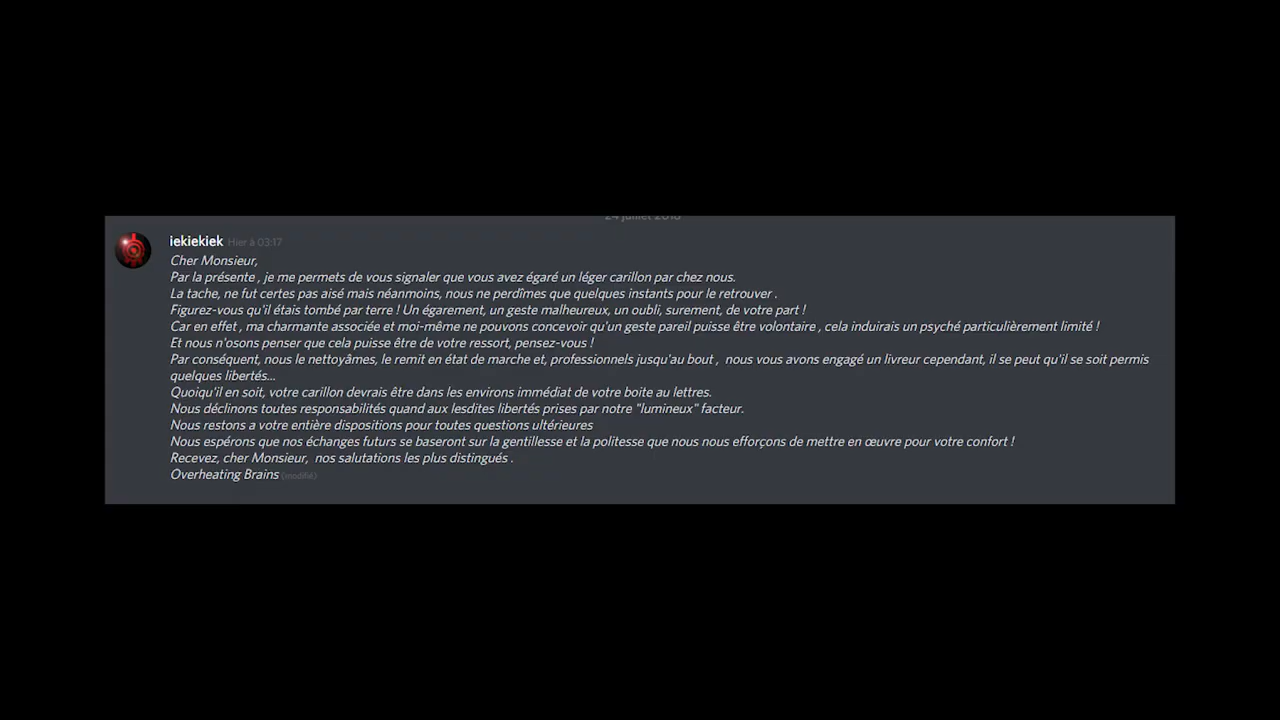 24 juillet 2018
iekiekiek Hier à 03:17
Cher Monsieur,
Par la présente , je me permets de vous signaler que vous avez égaré un léger carillon par chez nous.
La tache, ne fut certes pas aisé mais néanmoins, nous ne perdîmes que quelques instants pour le retrouver .
Figurez-vous qu'il étais tombé par terre ! Un égarement, un geste malheureux, un oubli, surement, de votre part !
Car en effet , ma charmante associée et moi-même ne pouvons concevoir qu'un geste pareil puisse être volontaire , cela induirais un psyché particulièrement limité !
Et nous n'osons penser que cela puisse être de votre ressort, pensez-vous !
Par conséquent, nous le nettoyâmes, le remit en état de marche et, professionnels jusqu'au bout , nous vous avons engagé un livreur cependant, il se peut qu'il se soit permis
quelques libertés...
Quoiqu'il en soit, votre carillon devrais être dans les environs immédiat de votre boite au lettres.
Nous déclinons toutes responsabilités quand aux lesdites libertés prises par notre "lumineux" facteur.
Nous restons a votre entière dispositions pour toutes questions ultérieures
Nous espérons que nos échanges futurs se baseront sur la gentillesse et la politesse que nous nous efforçons de mettre en œuvre pour votre confort !
Recevez, cher Monsieur, nos salutations les plus distingués .
Overheating Brains (modifié)